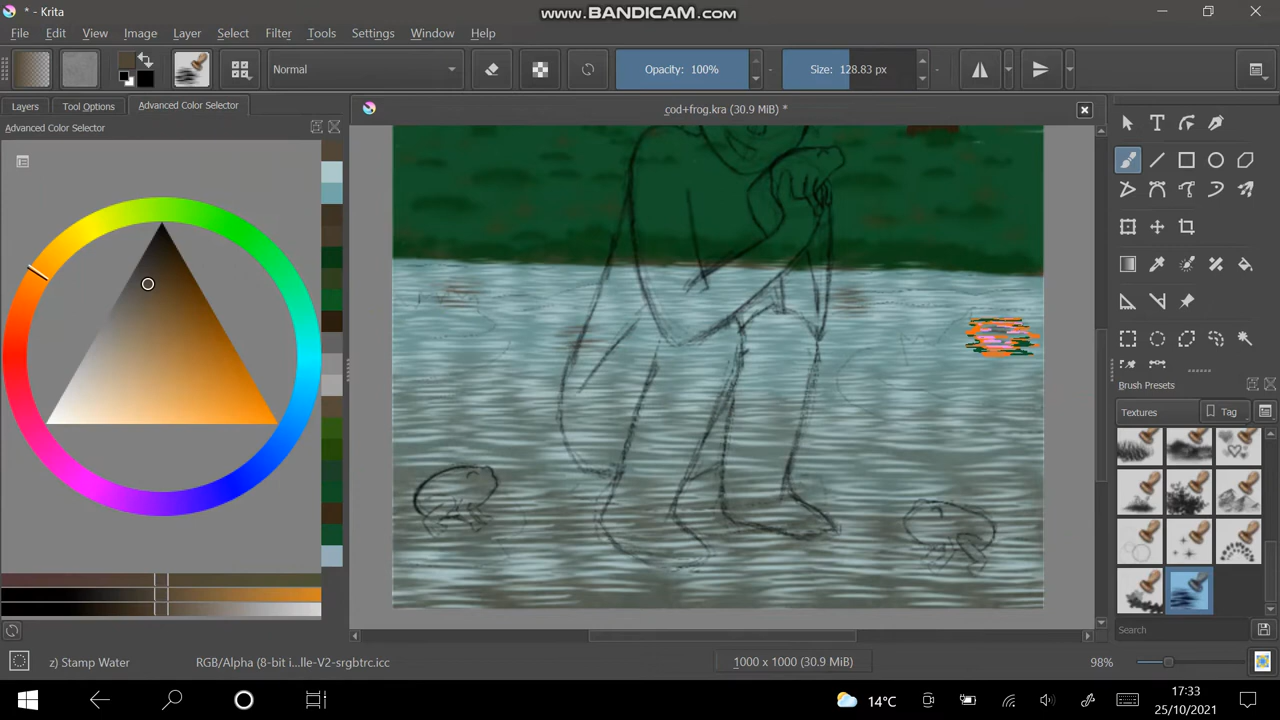 * - Krita
www.BANDICAM.com
File Edit View Image Layer Select Filter Tools Settings Window Help
Normal
Opacity: 100%
Size: 128.83 px
Layers Tool Options Advanced Color Selector
cod+frog.kra (30.9 MiB) *
Advanced Color Selector
Brush Presets
Textures
Tag
Search
z) Stamp Water
RGB/Alpha (8-bit i...lle-V2-srgbtrc.icc
1000 x 1000 (30.9 MiB)
98%
14°C
17:33
25/10/2021